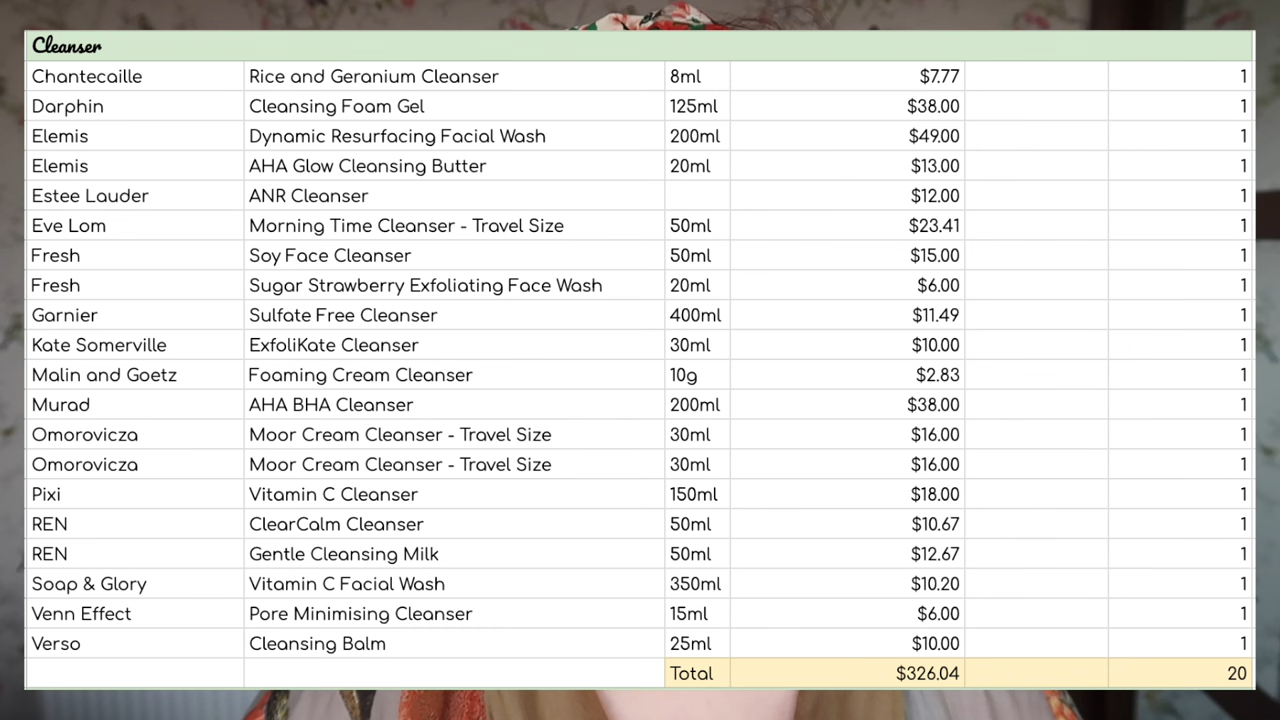 Cleanser
Chantecaille Rice and Geranium Cleanser 8ml $7.77 1
Darphin Cleansing Foam Gel 125ml $38.00 1
Elemis Dynamic Resurfacing Facial Wash 200ml $49.00 1
Elemis AHA Glow Cleansing Butter 20ml $13.00 1
Estee Lauder ANR Cleanser $12.00 1
Eve Lom Morning Time Cleanser - Travel Size 50ml $23.41 1
Fresh Soy Face Cleanser 50ml $15.00 1
Fresh Sugar Strawberry Exfoliating Face Wash 20ml $6.00 1
Garnier Sulfate Free Cleanser 400ml $11.49 1
Kate Somerville ExfoliKate Cleanser 30ml $10.00 1
Malin and Goetz Foaming Cream Cleanser 10g $2.83 1
Murad AHA BHA Cleanser 200ml $38.00 1
Omorovicza Moor Cream Cleanser - Travel Size 30ml $16.00 1
Omorovicza Moor Cream Cleanser - Travel Size 30ml $16.00 1
Pixi Vitamin C Cleanser 150ml $18.00 1
REN ClearCalm Cleanser 50ml $10.67 1
REN Gentle Cleansing Milk 50ml $12.67 1
Soap & Glory Vitamin C Facial Wash 350ml $10.20 1
Venn Effect Pore Minimising Cleanser 15ml $6.00 1
Verso Cleansing Balm 25ml $10.00 1
Total $326.04 20